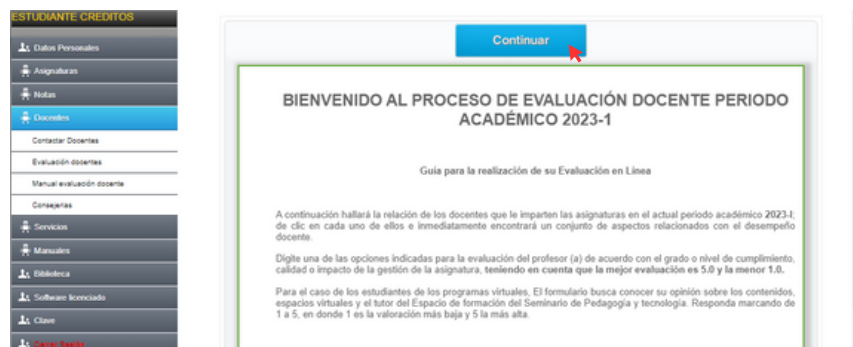 ESTUDIANTE CREDITOS
Datos Personales
Asignaturas
Notas
Docentes
Contactar Docentes
Evaluación docentes
Manual evaluación docente
Consejerias
Servicios
Manuales
Biblioteca
Software licenciado
Clave
Cerrar Sesión
Continuar
BIENVENIDO AL PROCESO DE EVALUACIÓN DOCENTE PERIODO
ACADÉMICO 2023-1
Guía para la realización de su Evaluación en Línea
A continuación hallará la relación de los docentes que le imparten las asignaturas en el actual periodo académico 2023-I;
de clic en cada uno de ellos e inmediatamente encontrará un conjunto de aspectos relacionados con el desempeño
docente.
Digite una de las opciones indicadas para la evaluación del profesor (a) de acuerdo con el grado o nivel de cumplimiento,
calidad o impacto de la gestión de la asignatura, teniendo en cuenta que la mejor evaluación es 5.0 y la menor 1.0.
Para el caso de los estudiantes de los programas virtuales, El formulario busca conocer su opinión sobre los contenidos,
espacios virtuales y el tutor del Espacio de formación del Seminario de Pedagogía y tecnología. Responda marcando de
1 a 5, en donde 1 es la valoración más baja y 5 la más alta.